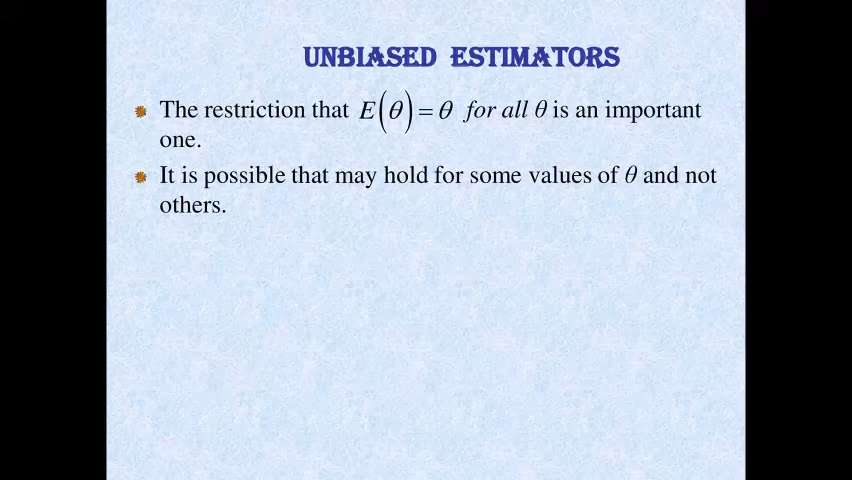 UNBIASED ESTIMATORS
The restriction that E(θ) = θ for all θ is an important
one.
It is possible that may hold for some values of θ and not
others.